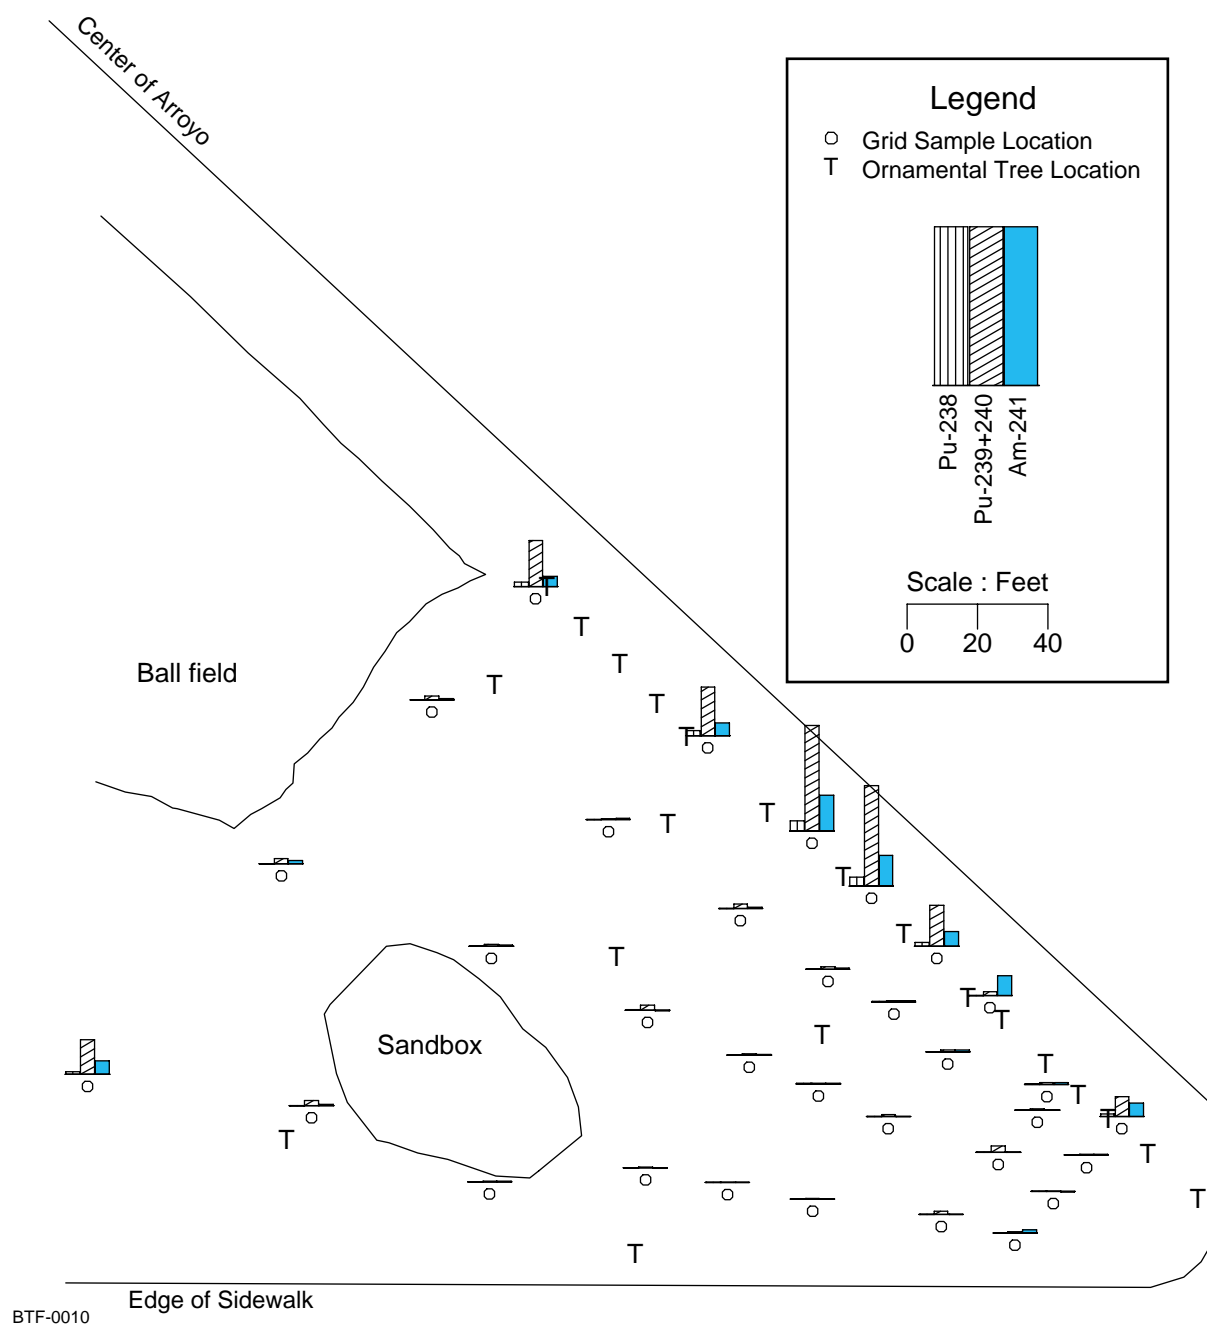 Center of Arroyo
Legend
Grid Sample Location
T Ornamental Tree Location
Pu-238
Pu-239+240
Am-241
Scale : Feet
0 20 40
T
T
T
Ball field
T
T
T
T
T
T
T
T
T
T
T
Sandbox
T
T
T
T
T
T
T
T
Edge of Sidewalk
BTF-0010